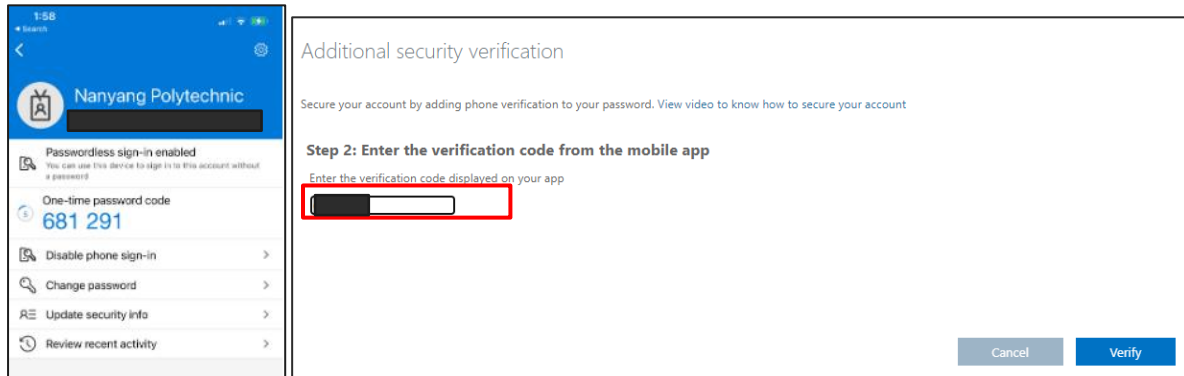 1:58
Search
Nanyang Polytechnic
Passwordless sign-in enabled
You can use this device to sign in to this account without
a password
One-time password code
5
681 291
Disable phone sign-in
Change password
Update security info
Review recent activity
Additional security verification
Secure your account by adding phone verification to your password. View video to know how to secure your account
Step 2: Enter the verification code from the mobile app
Enter the verification code displayed on your app
Cancel
Verify